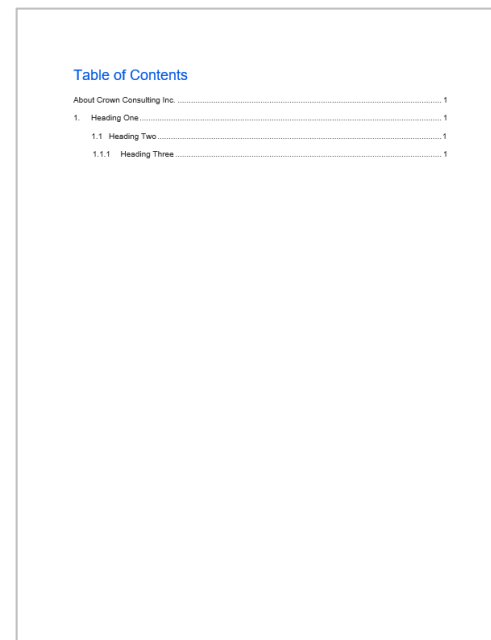 Table of Contents
About Crown Consulting Inc. ........................................ 1
1. Heading One ........................................ 1
1.1 Heading Two ........................................ 1
1.1.1 Heading Three ........................................ 1